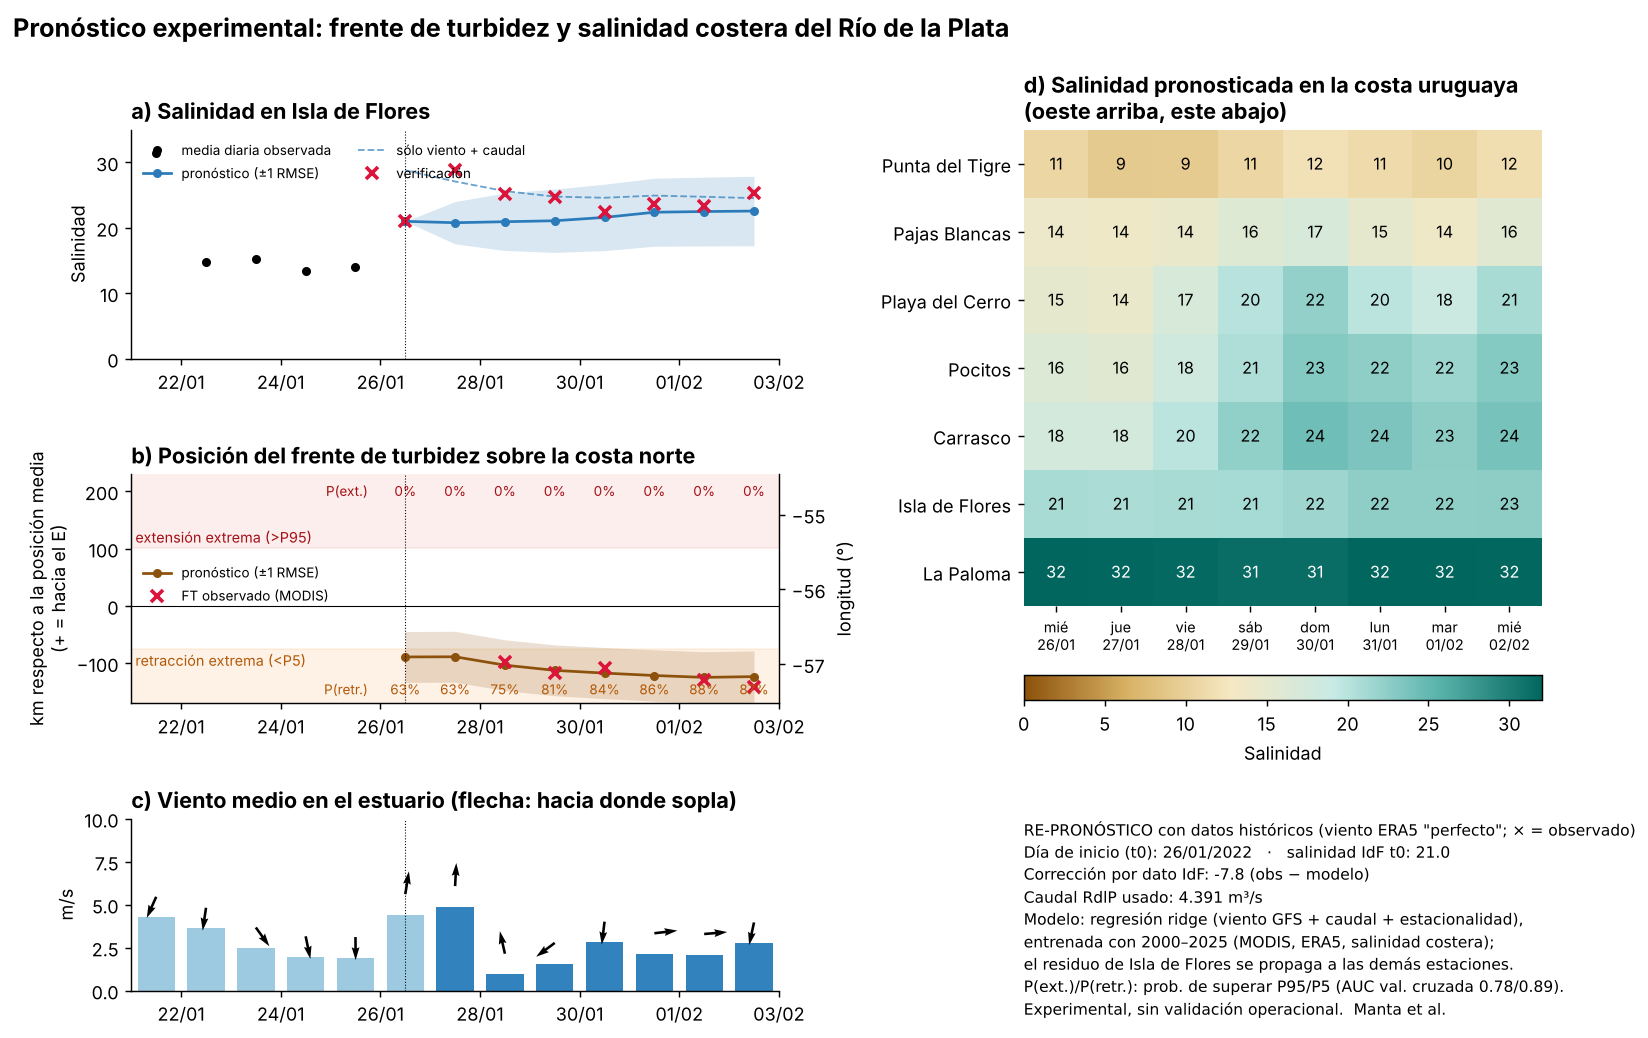 Pronóstico experimental: frente de turbidez y salinidad costera del Río de la Plata
a) Salinidad en Isla de Flores
media diaria observada
pronóstico (±1 RMSE)
sólo viento + caudal
verificación
Salinidad
30
20
10
0
22/01 24/01 26/01 28/01 30/01 01/02 03/02
b) Posición del frente de turbidez sobre la costa norte
km respecto a la posición media
(+ = hacia el E)
200
100
0
−100
P(ext.) 0% 0% 0% 0% 0% 0% 0% 0%
extensión extrema (>P95)
pronóstico (±1 RMSE)
FT observado (MODIS)
retracción extrema (<P5)
P(retr.) 63% 63% 75% 81% 84% 86% 88%
−55
−56
−57
longitud (°)
22/01 24/01 26/01 28/01 30/01 01/02 03/02
c) Viento medio en el estuario (flecha: hacia donde sopla)
m/s
10.0
7.5
5.0
2.5
0.0
22/01 24/01 26/01 28/01 30/01 01/02 03/02
d) Salinidad pronosticada en la costa uruguaya
(oeste arriba, este abajo)
Punta del Tigre 11 9 9 11 12 11 10 12
Pajas Blancas 14 14 14 16 17 15 14 16
Playa del Cerro 15 14 17 20 22 20 18 21
Pocitos 16 16 18 21 23 22 22 23
Carrasco 18 18 20 22 24 24 23 24
Isla de Flores 21 21 21 21 22 22 22 23
La Paloma 32 32 32 31 31 32 32 32
mié jue vie sáb dom lun mar mié
26/01 27/01 28/01 29/01 30/01 31/01 01/02 02/02
0 5 10 15 20 25 30
Salinidad
RE-PRONÓSTICO con datos históricos (viento ERA5 "perfecto"; × = observado)
Día de inicio (t0): 26/01/2022 · salinidad IdF t0: 21.0
Corrección por dato IdF: -7.8 (obs − modelo)
Caudal RdlP usado: 4.391 m³/s
Modelo: regresión ridge (viento GFS + caudal + estacionalidad),
entrenada con 2000–2025 (MODIS, ERA5, salinidad costera);
el residuo de Isla de Flores se propaga a las demás estaciones.
P(ext.)/P(retr.): prob. de superar P95/P5 (AUC val. cruzada 0.78/0.89).
Experimental, sin validación operacional. Manta et al.